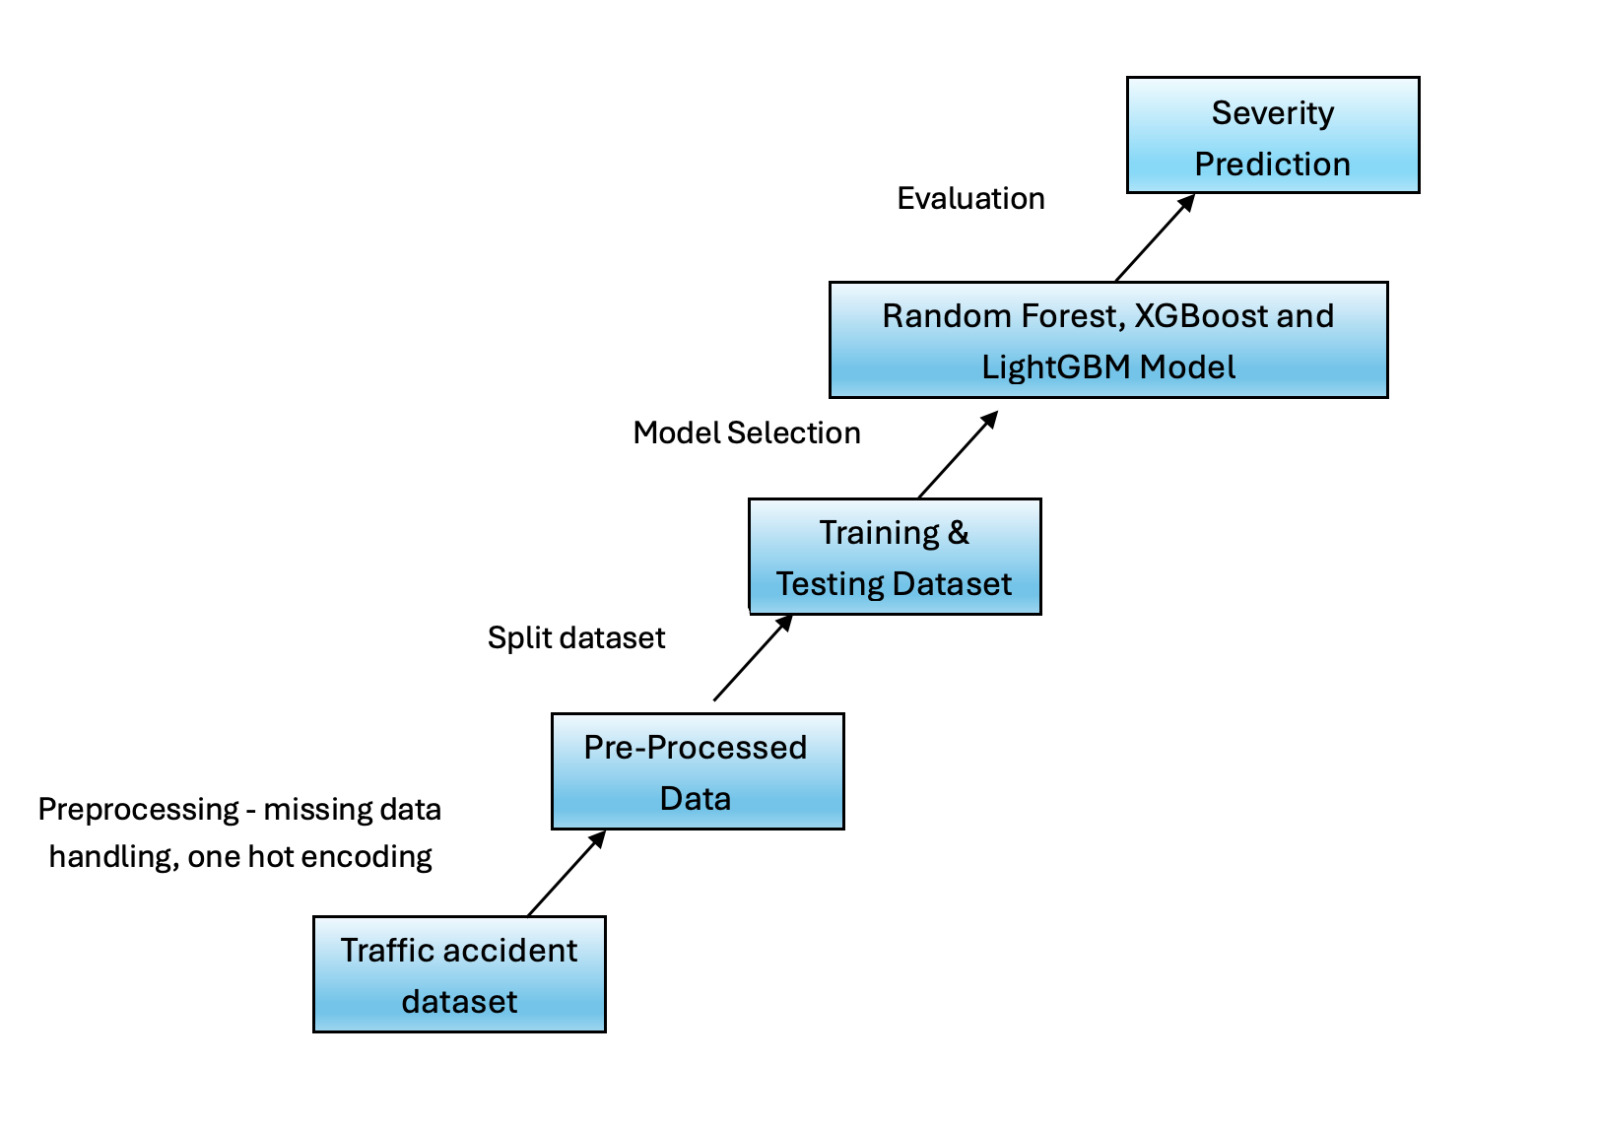 Severity
Prediction
Evaluation
Random Forest, XGBoost and
LightGBM Model
Model Selection
Training &
Testing Dataset
Split dataset
Pre-Processed
Data
Preprocessing - missing data
handling, one hot encoding
Traffic accident
dataset